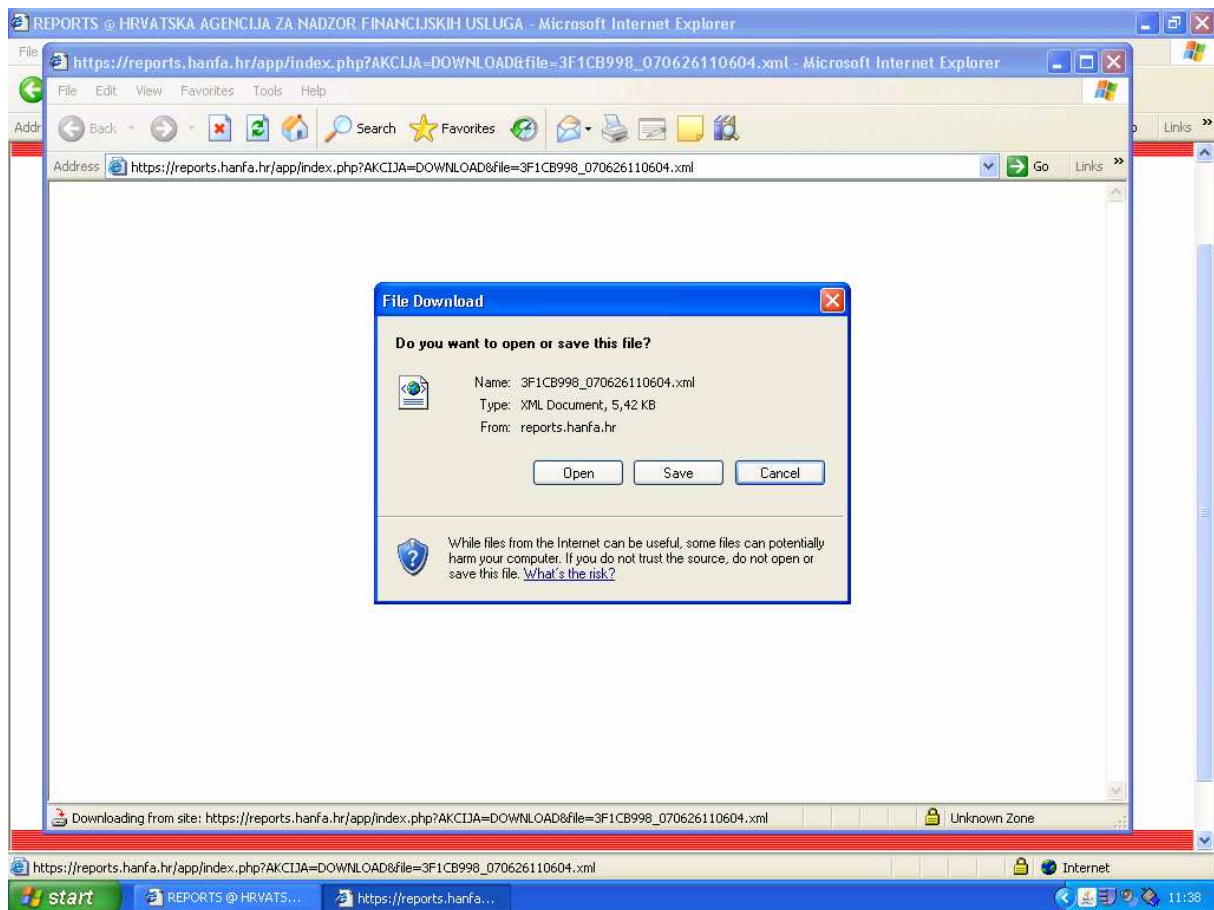 REPORTS @ HRVATSKA AGENCIJA ZA NADZOR FINANCIJSKIH USLUGA - Microsoft Internet Explorer
File
https://reports.hanfa.hr/app/index.php?AKCIJA=DOWNLOAD&file=3F1CB998_070626110604.xml - Microsoft Internet Explorer
File Edit View Favorites Tools Help
Back Search Favorites
Addr Links »
Address https://reports.hanfa.hr/app/index.php?AKCIJA=DOWNLOAD&file=3F1CB998_070626110604.xml Go Links »
File Download
Do you want to open or save this file?
Name: 3F1CB998_070626110604.xml
Type: XML Document, 5,42 KB
From: reports.hanfa.hr
Open Save Cancel
While files from the Internet can be useful, some files can potentially
harm your computer. If you do not trust the source, do not open or
save this file. What's the risk?
Downloading from site: https://reports.hanfa.hr/app/index.php?AKCIJA=DOWNLOAD&file=3F1CB998_070626110604.xml Unknown Zone
https://reports.hanfa.hr/app/index.php?AKCIJA=DOWNLOAD&file=3F1CB998_070626110604.xml Internet
start REPORTS @ HRVATS... https://reports.hanfa... 11:38